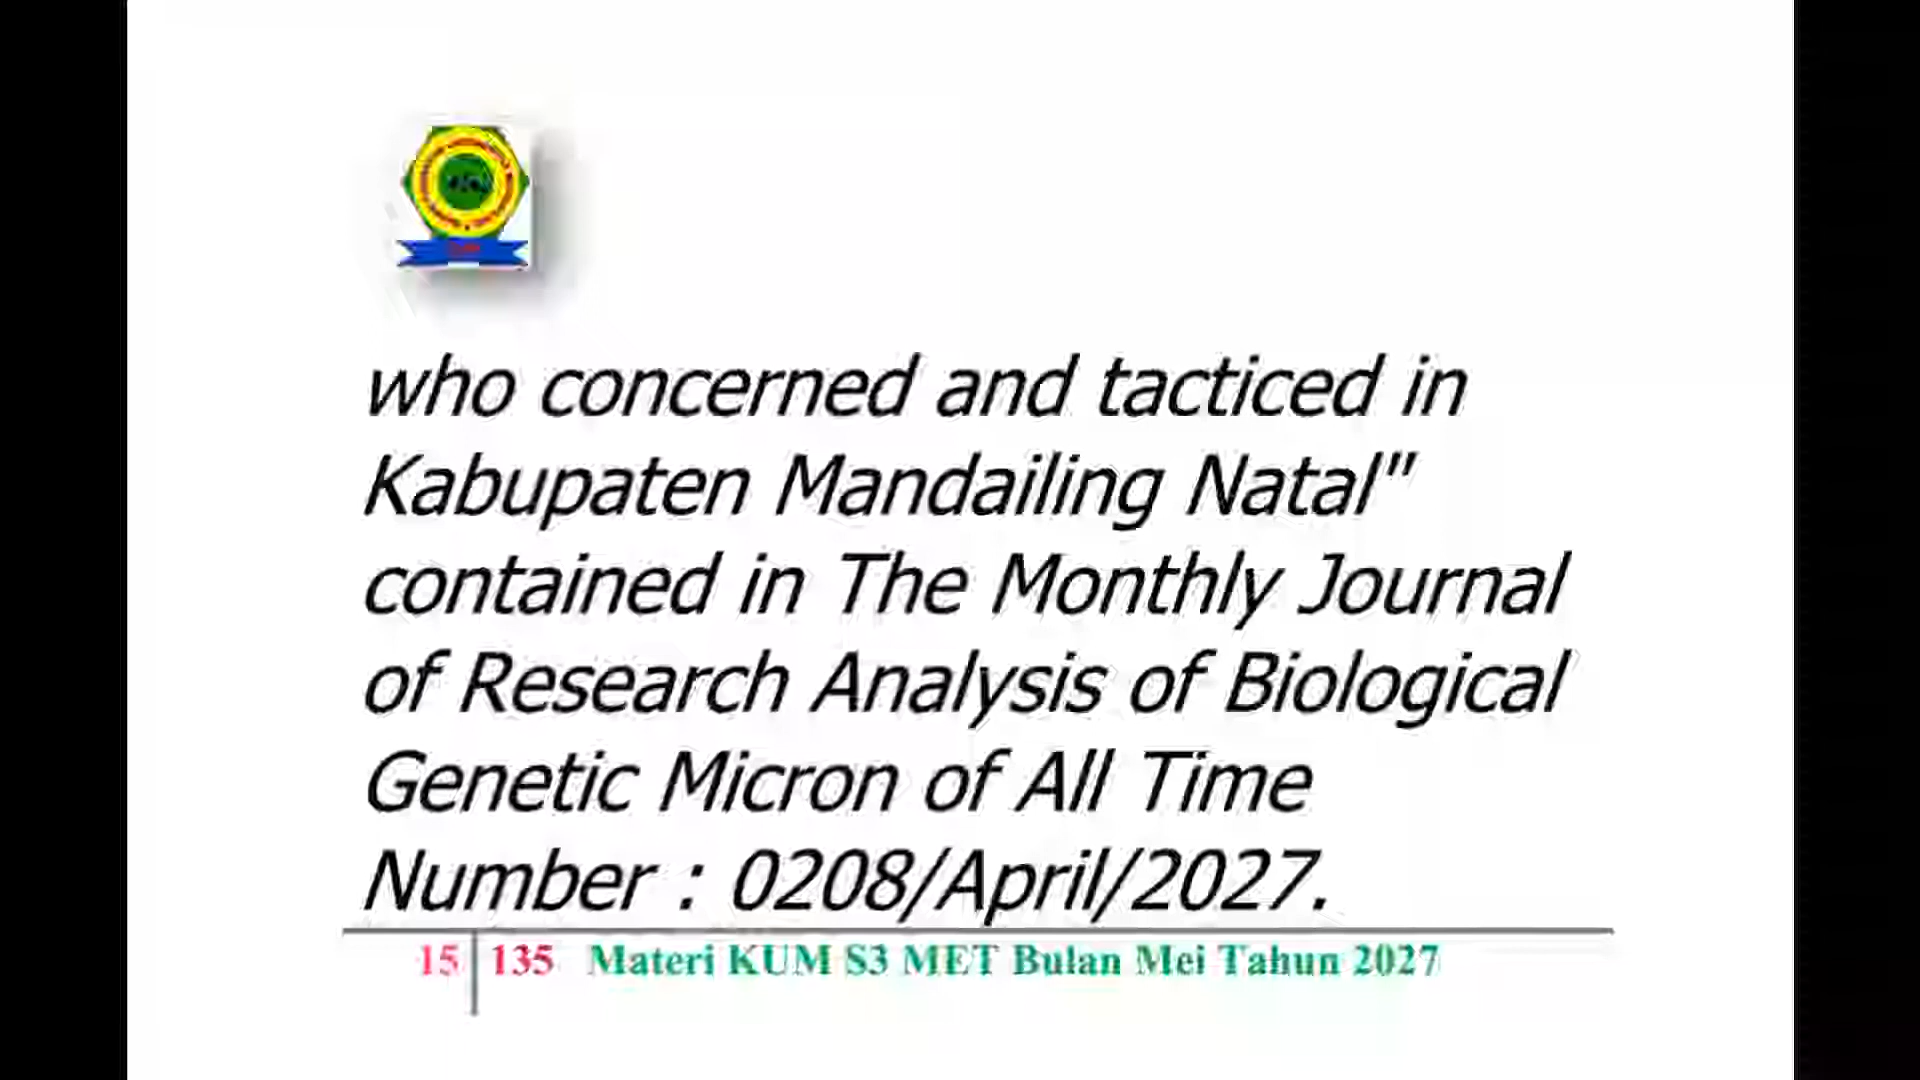 who concerned and tacticed in
Kabupaten Mandailing Natal"
contained in The Monthly Journal
of Research Analysis of Biological
Genetic Micron of All Time
Number : 0208/April/2027.
15 135 Materi KUM S3 MET Bulan Mei Tahun 2027